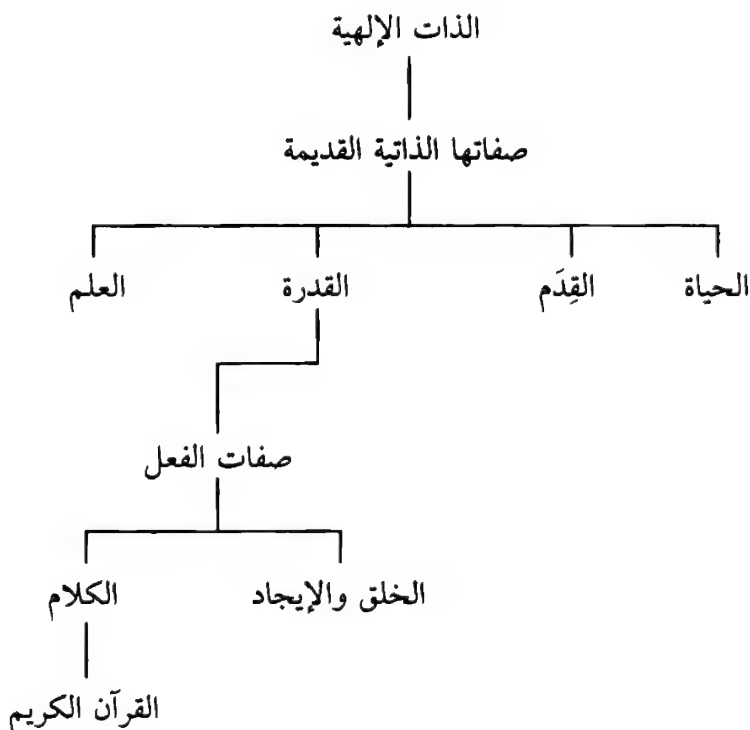 الذات الإلهية
صفاتها الذاتية القديمة
الحياة القِدَم القدرة العلم
صفات الفعل
الخلق والإيجاد الكلام
القرآن الكريم